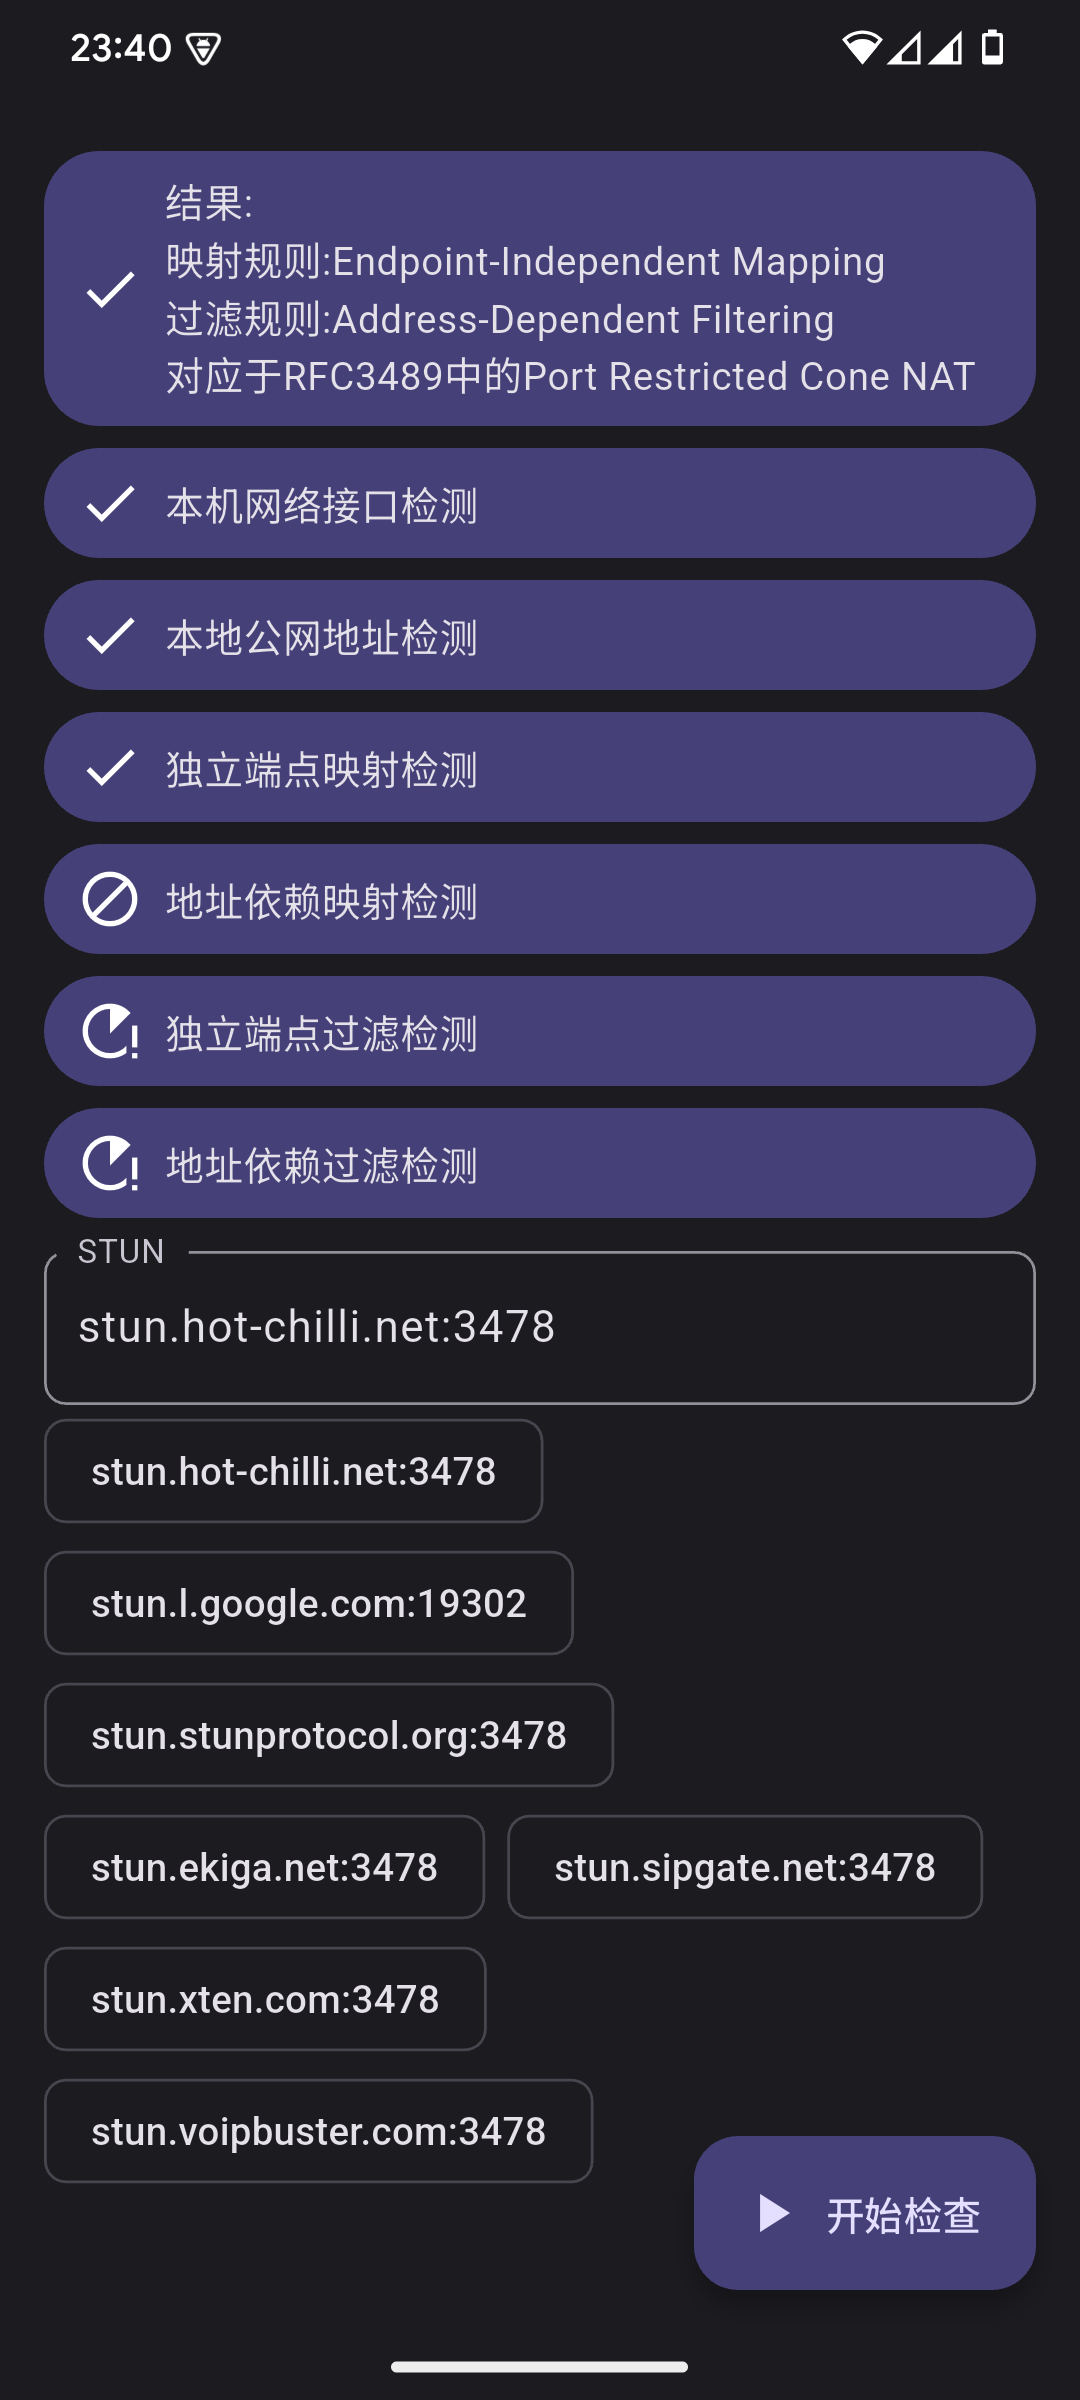 23:40
结果:
映射规则:Endpoint-Independent Mapping
过滤规则:Address-Dependent Filtering
对应于RFC3489中的Port Restricted Cone NAT
本机网络接口检测
本地公网地址检测
独立端点映射检测
地址依赖映射检测
独立端点过滤检测
地址依赖过滤检测
STUN
stun.hot-chilli.net:3478
stun.hot-chilli.net:3478
stun.l.google.com:19302
stun.stunprotocol.org:3478
stun.ekiga.net:3478
stun.sipgate.net:3478
stun.xten.com:3478
stun.voipbuster.com:3478
开始检查